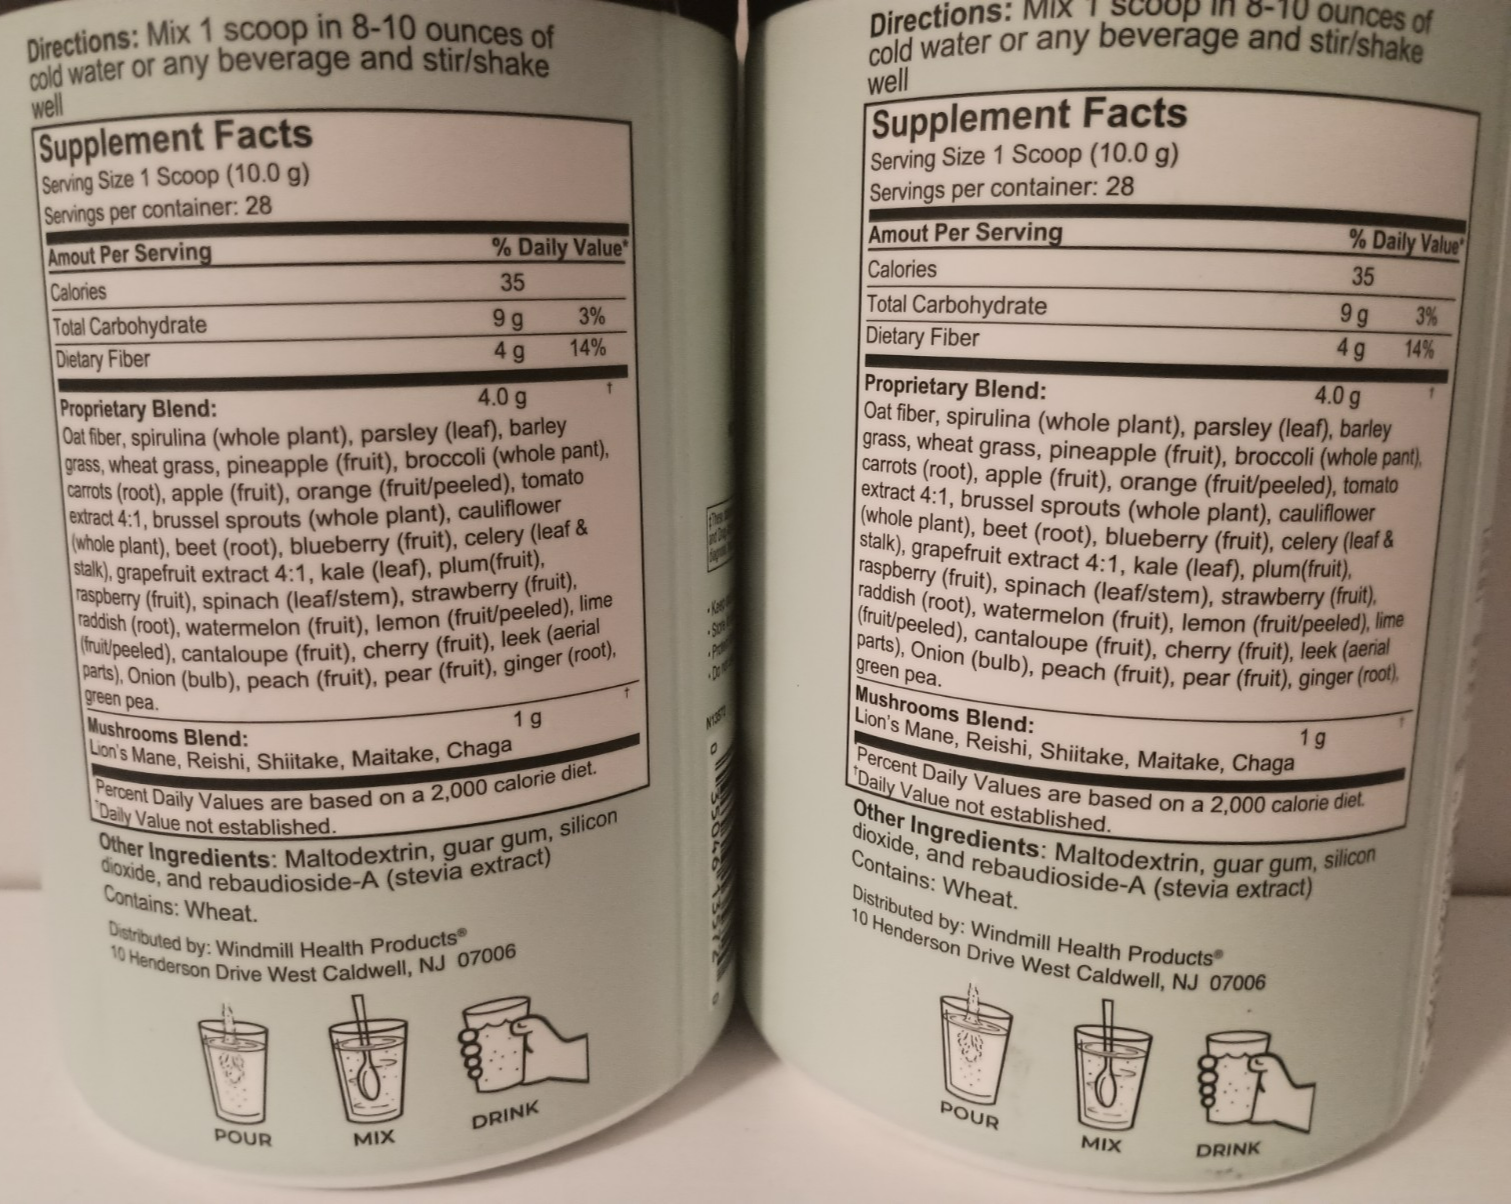 Directions: Mix 1 scoop in 8-10 ounces of
cold water or any beverage and stir/shake
well
Supplement Facts
Serving Size 1 Scoop (10.0 g)
Servings per container: 28
Amout Per Serving % Daily Value*
Calories 35
Total Carbohydrate 9 g 3%
Dietary Fiber 4 g 14%
Proprietary Blend: 4.0 g †
Oat fiber, spirulina (whole plant), parsley (leaf), barley
grass, wheat grass, pineapple (fruit), broccoli (whole pant),
carrots (root), apple (fruit), orange (fruit/peeled), tomato
extract 4:1, brussel sprouts (whole plant), cauliflower
(whole plant), beet (root), blueberry (fruit), celery (leaf &
stalk), grapefruit extract 4:1, kale (leaf), plum(fruit),
raspberry (fruit), spinach (leaf/stem), strawberry (fruit),
raddish (root), watermelon (fruit), lemon (fruit/peeled), lime
(fruit/peeled), cantaloupe (fruit), cherry (fruit), leek (aerial
parts), Onion (bulb), peach (fruit), pear (fruit), ginger (root),
green pea.
Mushrooms Blend: 1 g †
Lion's Mane, Reishi, Shiitake, Maitake, Chaga
Percent Daily Values are based on a 2,000 calorie diet.
†Daily Value not established.
Other Ingredients: Maltodextrin, guar gum, silicon
dioxide, and rebaudioside-A (stevia extract)
Contains: Wheat.
Distributed by: Windmill Health Products®
10 Henderson Drive West Caldwell, NJ 07006
POUR MIX DRINK
Directions: Mix 1 scoop in 8-10 ounces of
cold water or any beverage and stir/shake
well
Supplement Facts
Serving Size 1 Scoop (10.0 g)
Servings per container: 28
Amout Per Serving % Daily Value*
Calories 35
Total Carbohydrate 9 g 3%
Dietary Fiber 4 g 14%
Proprietary Blend: 4.0 g †
Oat fiber, spirulina (whole plant), parsley (leaf), barley
grass, wheat grass, pineapple (fruit), broccoli (whole pant),
carrots (root), apple (fruit), orange (fruit/peeled), tomato
extract 4:1, brussel sprouts (whole plant), cauliflower
(whole plant), beet (root), blueberry (fruit), celery (leaf &
stalk), grapefruit extract 4:1, kale (leaf), plum(fruit),
raspberry (fruit), spinach (leaf/stem), strawberry (fruit),
raddish (root), watermelon (fruit), lemon (fruit/peeled), lime
(fruit/peeled), cantaloupe (fruit), cherry (fruit), leek (aerial
parts), Onion (bulb), peach (fruit), pear (fruit), ginger (root),
green pea.
Mushrooms Blend: 1 g †
Lion's Mane, Reishi, Shiitake, Maitake, Chaga
Percent Daily Values are based on a 2,000 calorie diet.
†Daily Value not established.
Other Ingredients: Maltodextrin, guar gum, silicon
dioxide, and rebaudioside-A (stevia extract)
Contains: Wheat.
Distributed by: Windmill Health Products®
10 Henderson Drive West Caldwell, NJ 07006
POUR MIX DRINK